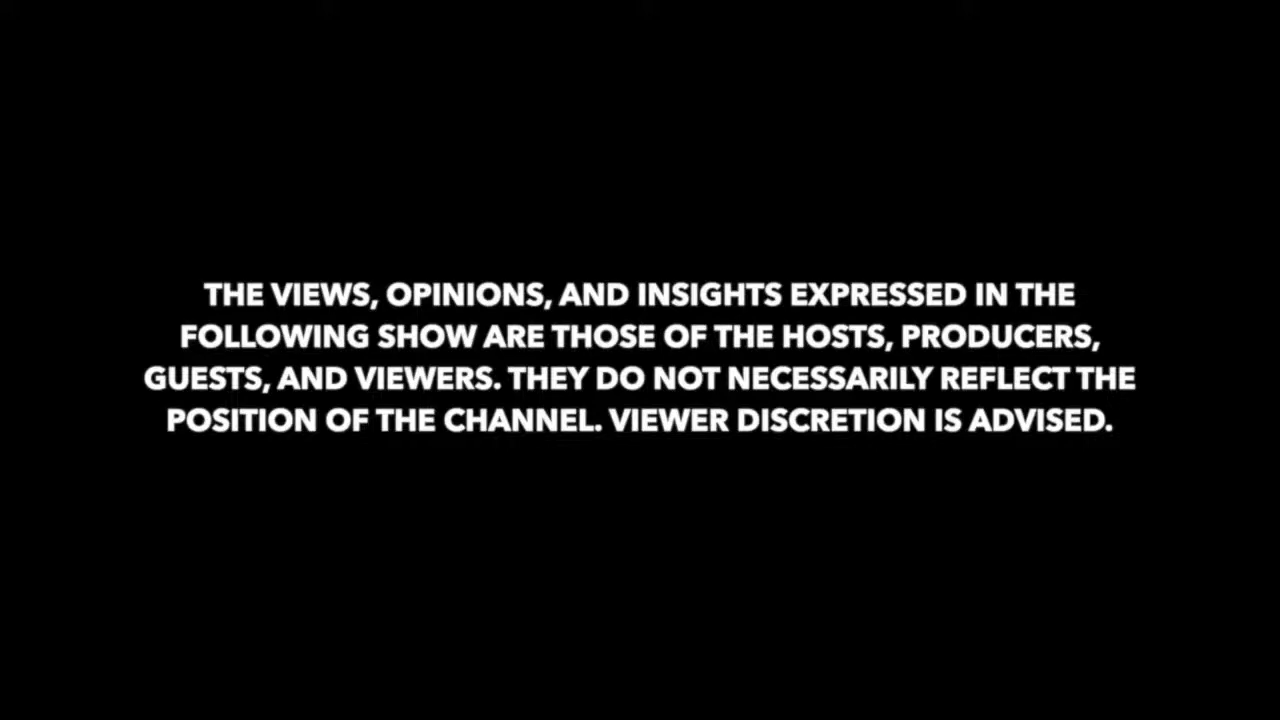 THE VIEWS, OPINIONS, AND INSIGHTS EXPRESSED IN THE
FOLLOWING SHOW ARE THOSE OF THE HOSTS, PRODUCERS,
GUESTS, AND VIEWERS. THEY DO NOT NECESSARILY REFLECT THE
POSITION OF THE CHANNEL. VIEWER DISCRETION IS ADVISED.